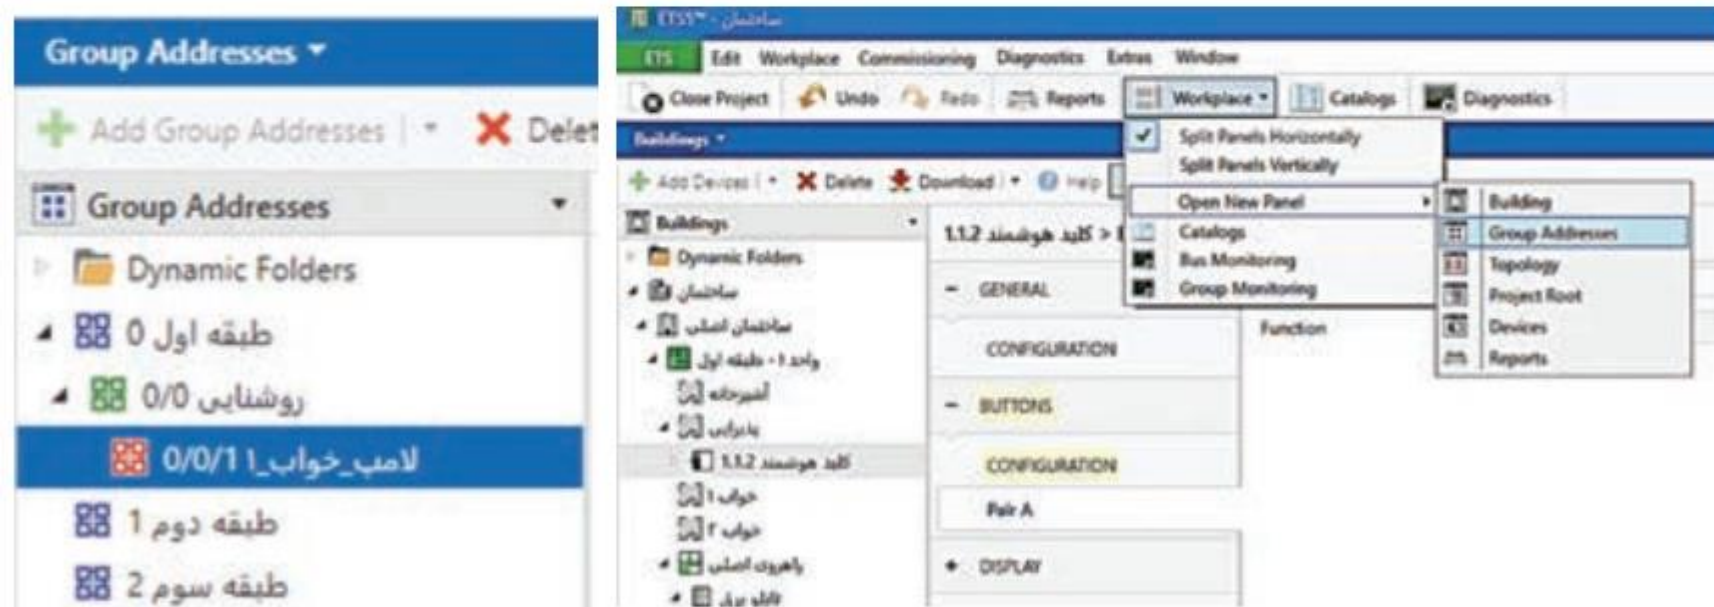 Group Addresses
Add Group Addresses Delet
Group Addresses
Dynamic Folders
0 طبقه اول
0/0 روشنایی
0/0/1 لامپ_خواب_۱
1 طبقه دوم
2 طبقه سوم
ETS5™ - ساختمان
ETS Edit Workplace Commissioning Diagnostics Extras Window
Close Project Undo Redo Reports Workplace Catalogs Diagnostics
Buildings
Add Devices Delete Download Help
Split Panels Horizontally
Split Panels Vertically
Open New Panel
Catalogs
Bus Monitoring
Group Monitoring
Building
Group Addresses
Topology
Project Root
Devices
Reports
Buildings
Dynamic Folders
ساختمان
ساختمان اصلی
واحد ۱ - طبقه اول
آشپزخانه
پذیرایی
1.1.2 کلید هوشمند
خواب ۱
خواب ۲
راهروی اصلی
تابلو برق
1.1.2 کلید هوشمند >
GENERAL
CONFIGURATION
BUTTONS
CONFIGURATION
Pair A
DISPLAY
Function